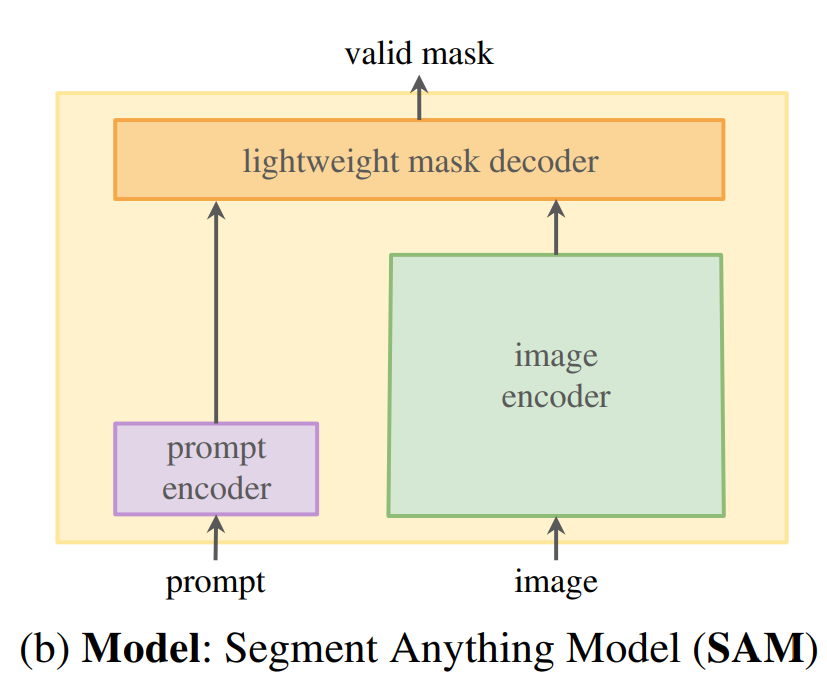 valid mask
lightweight mask decoder
image
encoder
prompt
encoder
prompt
image
(b) Model: Segment Anything Model (SAM)